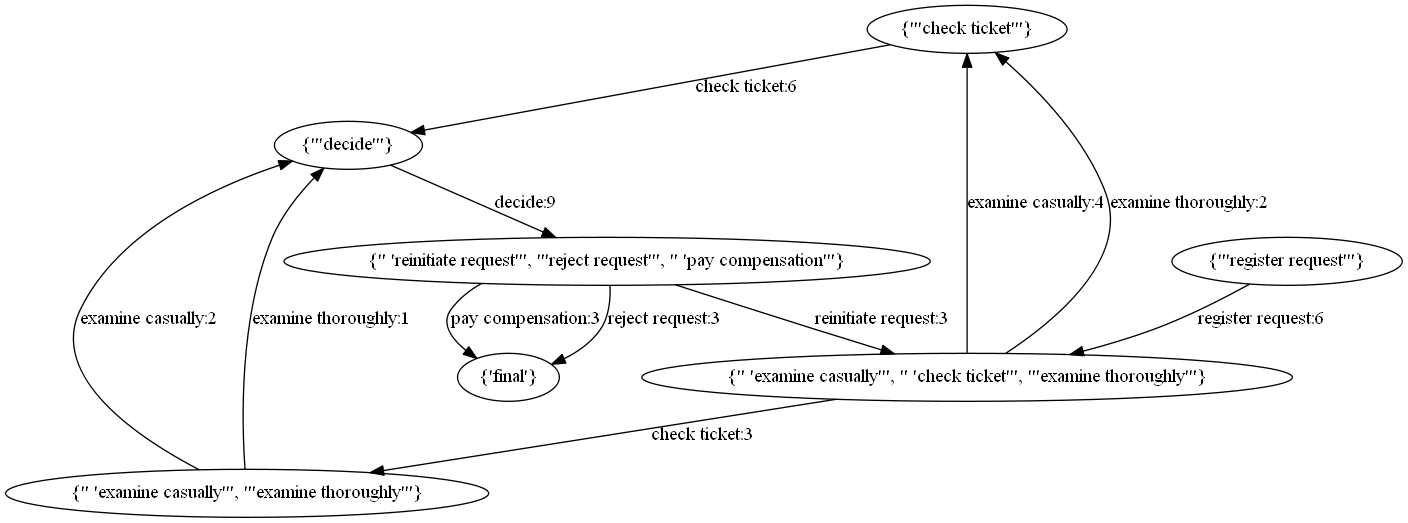 {"'check ticket'"}
check ticket:6
{"'decide'"}
decide:9
examine casually:4
examine thoroughly:2
{" 'reinitiate request'", "'reject request'", " 'pay compensation'"}
{"'register request'"}
examine casually:2
examine thoroughly:1
pay compensation:3
reject request:3
reinitiate request:3
register request:6
{'final'}
{" 'examine casually'", " 'check ticket'", "'examine thoroughly'"}
check ticket:3
{" 'examine casually'", "'examine thoroughly'"}